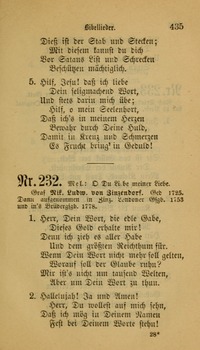 Bibellieder. 435
Dieß ist der Stab und Stecken;
Mit diesem kannst du dich
Vor Satans List und Schrecken
Beschützen mächtiglich.
5. Hilf, Jesu! daß ich liebe
Dein seligmachend Wort,
Und stets darin mich übe;
Hilf, o mein Seelenhort,
Daß ich's in meinem Herzen
Bewahr durch Deine Huld,
Damit in Kreuz und Schmerzen
Es Frucht bring' in Geduld!
Nr. 232. Mel.: O Du Liebe meiner Liebe.
Graf Nik. Ludw. von Zinzendorf. Ged 1725.
Dann aufgenommen in Zinz. Londoner Gsb. 1753
und in's Brüdergsb. 1778.
1. Herr, Dein Wort, die edle Gabe,
Dieses Gold erhalte mir!
Denn ich zieh es aller Habe
Und dem größten Reichthum für.
Wenn Dein Wort nicht mehr soll gelten,
Worauf soll der Glaube ruhn?
Mir ist's nicht um tausend Welten,
Aber um Dein Wort zu thun.
2. Hallelujah! Ja und Amen!
Herr, Du wollest auf mich sehn,
Daß ich mög in Deinem Namen
Fest bei Deinem Worte stehn!
28*